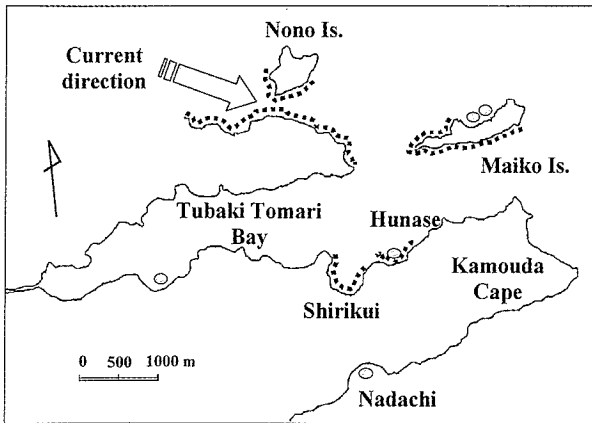 Nono Is.
Current
direction
Maiko Is.
Tubaki Tomari
Bay
Hunase
Kamouda
Cape
Shirikui
0 500 1000 m
Nadachi